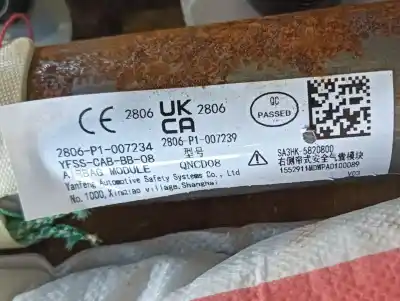 CE 2806 UK CA 2806
QC PASSED
2806-P1-007234 2806-P1-007239
YFSS-CAB-BB-08 型号
AIRBAG MODULE QNCD08
Yanfeng Automotive Safety Systems Co., Ltd
No.1000, Xinqiao village, Shanghai
SA3HK-5820800
右侧帘式安全气囊模块
V03